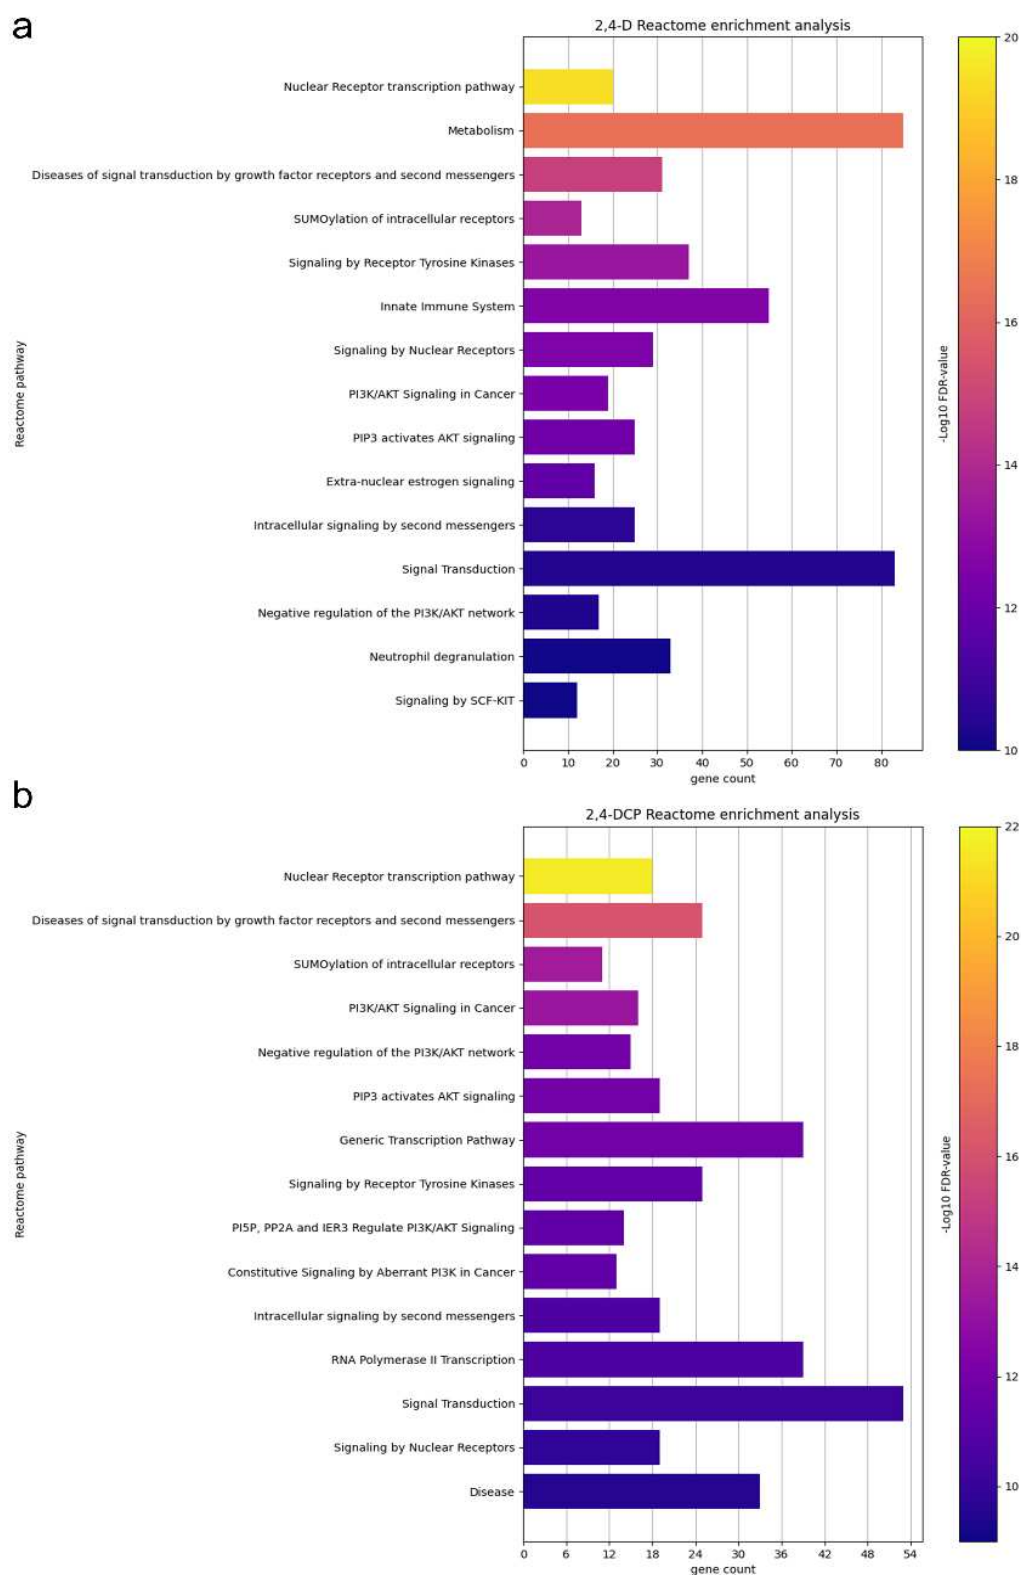 a
2,4-D Reactome enrichment analysis
Nuclear Receptor transcription pathway
Metabolism
Diseases of signal transduction by growth factor receptors and second messengers
SUMOylation of intracellular receptors
Signaling by Receptor Tyrosine Kinases
Innate Immune System
Signaling by Nuclear Receptors
PI3K/AKT Signaling in Cancer
PIP3 activates AKT signaling
Extra-nuclear estrogen signaling
Intracellular signaling by second messengers
Signal Transduction
Negative regulation of the PI3K/AKT network
Neutrophil degranulation
Signaling by SCF-KIT
Reactome pathway
0 10 20 30 40 50 60 70 80
gene count
-Log10 FDR-value
20
18
16
14
12
10
b
2,4-DCP Reactome enrichment analysis
Nuclear Receptor transcription pathway
Diseases of signal transduction by growth factor receptors and second messengers
SUMOylation of intracellular receptors
PI3K/AKT Signaling in Cancer
Negative regulation of the PI3K/AKT network
PIP3 activates AKT signaling
Generic Transcription Pathway
Signaling by Receptor Tyrosine Kinases
PI5P, PP2A and IER3 Regulate PI3K/AKT Signaling
Constitutive Signaling by Aberrant PI3K in Cancer
Intracellular signaling by second messengers
RNA Polymerase II Transcription
Signal Transduction
Signaling by Nuclear Receptors
Disease
Reactome pathway
0 6 12 18 24 30 36 42 48 54
gene count
-Log10 FDR-value
22
20
18
16
14
12
10